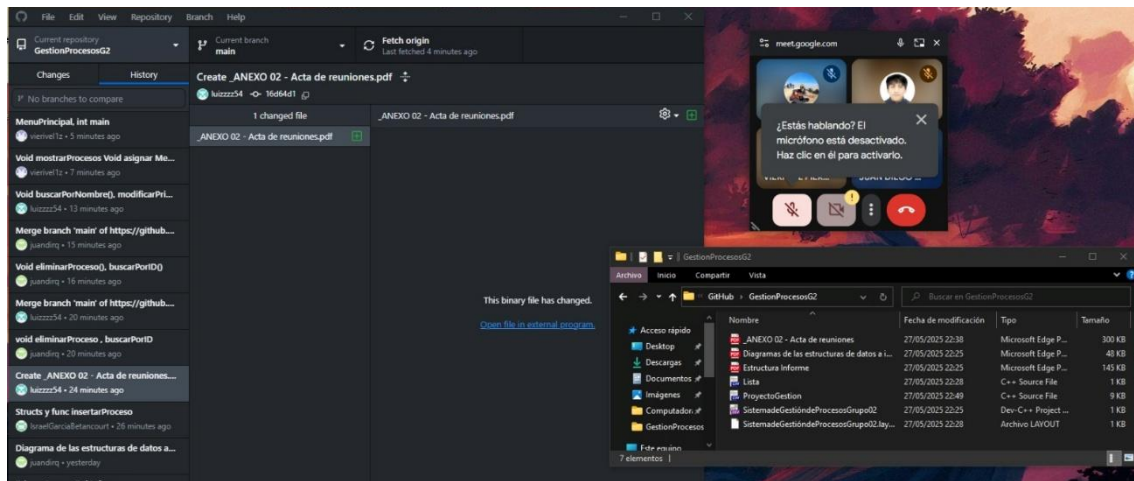 File Edit View Repository Branch Help
Current repository
GestionProcesosG2
Current branch
main
Fetch origin
Last fetched 4 minutes ago
Changes History
No branches to compare
MenuPrincipal, int main
vierivel1z • 5 minutes ago
Void mostrarProcesos Void asignar Me...
vierivel1z • 7 minutes ago
Void buscarPorNombre(), modificarPri...
luizzzz54 • 13 minutes ago
Merge branch 'main' of https://github....
juandirq • 15 minutes ago
Void eliminarProceso(), buscarPorID()
juandirq • 16 minutes ago
Merge branch 'main' of https://github....
luizzzz54 • 20 minutes ago
void eliminarProceso , buscarPorID
juandirq • 20 minutes ago
Create _ANEXO 02 - Acta de reuniones....
luizzzz54 • 24 minutes ago
Structs y func insertarProceso
IsraelGarciaBetancourt • 26 minutes ago
Diagrama de las estructuras de datos a...
juandirq • yesterday
Create _ANEXO 02 - Acta de reuniones.pdf
luizzzz54 16d64d1
1 changed file
_ANEXO 02 - Acta de reuniones.pdf
_ANEXO 02 - Acta de reuniones.pdf
This binary file has changed.
Open file in external program.
meet.google.com
¿Estás hablando? El
micrófono está desactivado.
Haz clic en él para activarlo.
JUAN DIEGO
GestionProcesosG2
Archivo Inicio Compartir Vista
GitHub › GestionProcesosG2
Buscar en GestionProcesosG2
Acceso rápido
Desktop
Descargas
Documentos
Imágenes
Computador
GestionProcesos
Este equipo
Nombre Fecha de modificación Tipo Tamaño
_ANEXO 02 - Acta de reuniones 27/05/2025 22:38 Microsoft Edge P... 300 KB
Diagramas de las estructuras de datos a i... 27/05/2025 22:25 Microsoft Edge P... 48 KB
Estructura Informe 27/05/2025 22:25 Microsoft Edge P... 145 KB
Lista 27/05/2025 22:28 C++ Source File 1 KB
ProyectoGestion 27/05/2025 22:49 C++ Source File 9 KB
SistemadeGestióndeProcesosGrupo02 27/05/2025 22:25 Dev-C++ Project ... 1 KB
SistemadeGestióndeProcesosGrupo02.lay... 27/05/2025 22:28 Archivo LAYOUT 1 KB
7 elementos